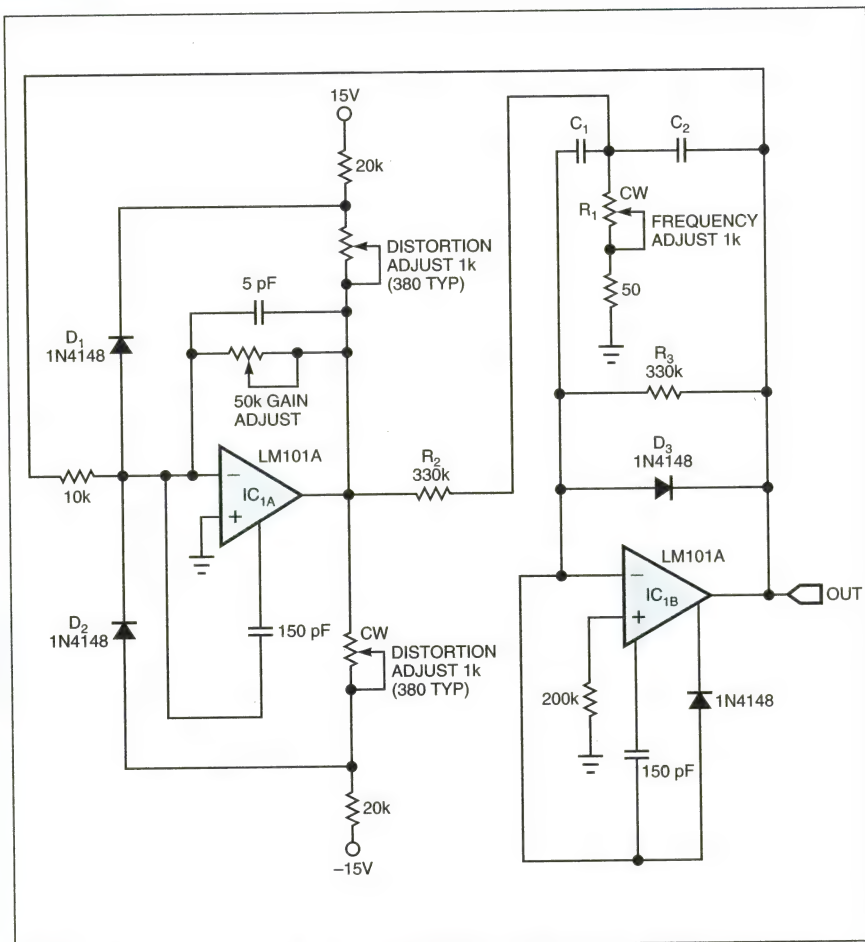 15V
20k
DISTORTION
ADJUST 1k
(380 TYP)
5 pF
D₁
1N4148
50k GAIN
ADJUST
LM101A
IC₁A
10k
R₂
330k
D₂
1N4148
150 pF
CW
DISTORTION
ADJUST 1k
(380 TYP)
20k
–15V
C₁
C₂
CW
R₁
FREQUENCY
ADJUST 1k
50
R₃
330k
D₃
1N4148
LM101A
IC₁B
OUT
200k
1N4148
150 pF